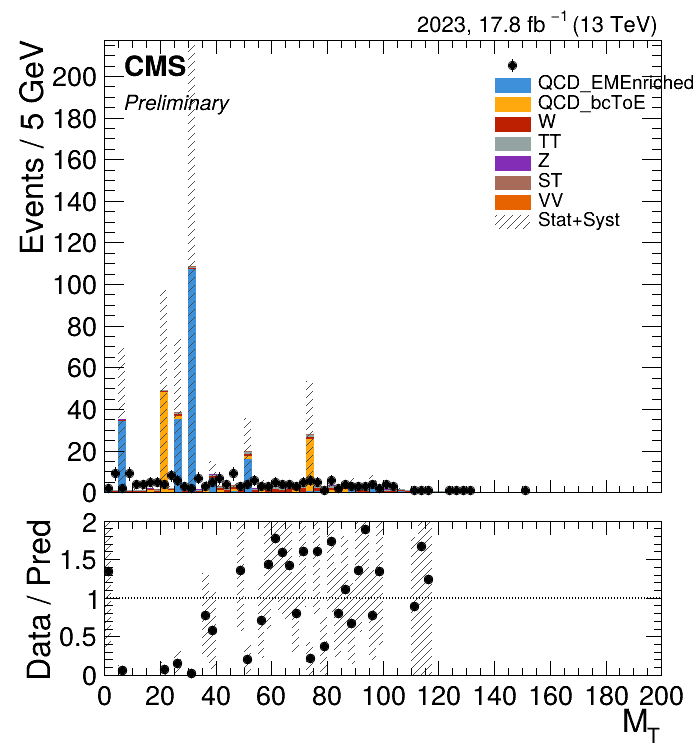 2023, 17.8 fb⁻¹ (13 TeV)
CMS
Preliminary
QCD_EMEnriched
QCD_bcToE
W
TT
Z
ST
VV
Stat+Syst
Events / 5 GeV
200
180
160
140
120
100
80
60
40
20
0
Data / Pred
2
1.5
1
0.5
0
0 20 40 60 80 100 120 140 160 180 200
M_T